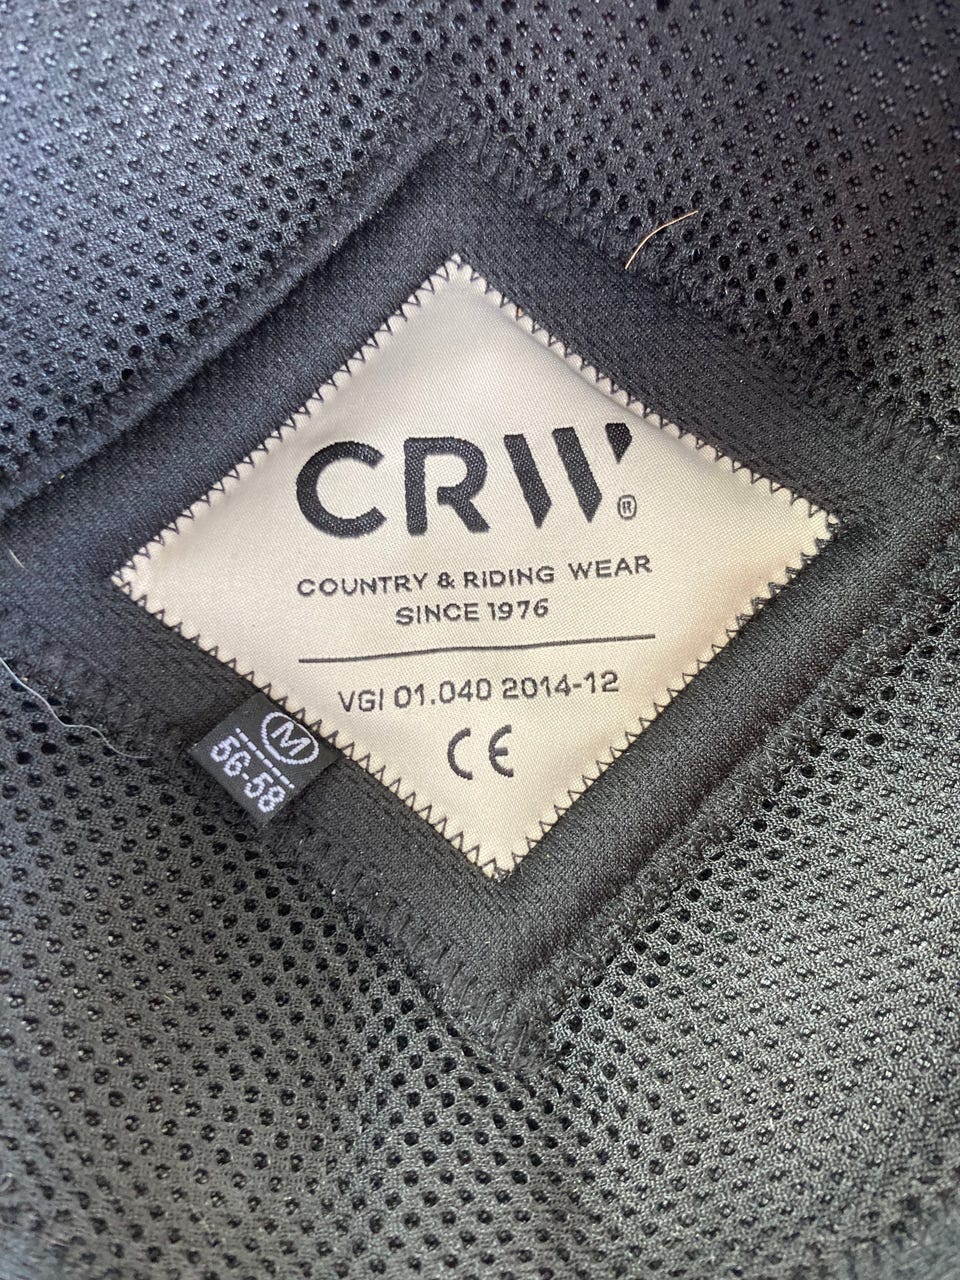 CRW
®
COUNTRY & RIDING WEAR
SINCE 1976
VGI 01.040 2014-12
CE
M
56-58